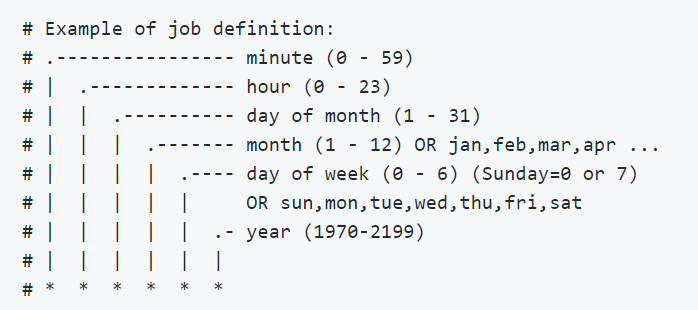 # Example of job definition:
# .---------------- minute (0 - 59)
# |  .------------- hour (0 - 23)
# |  |  .---------- day of month (1 - 31)
# |  |  |  .------- month (1 - 12) OR jan,feb,mar,apr ...
# |  |  |  |  .---- day of week (0 - 6) (Sunday=0 or 7)
# |  |  |  |  |     OR sun,mon,tue,wed,thu,fri,sat
# |  |  |  |  |  .- year (1970-2199)
# |  |  |  |  |  |
# *  *  *  *  *  *